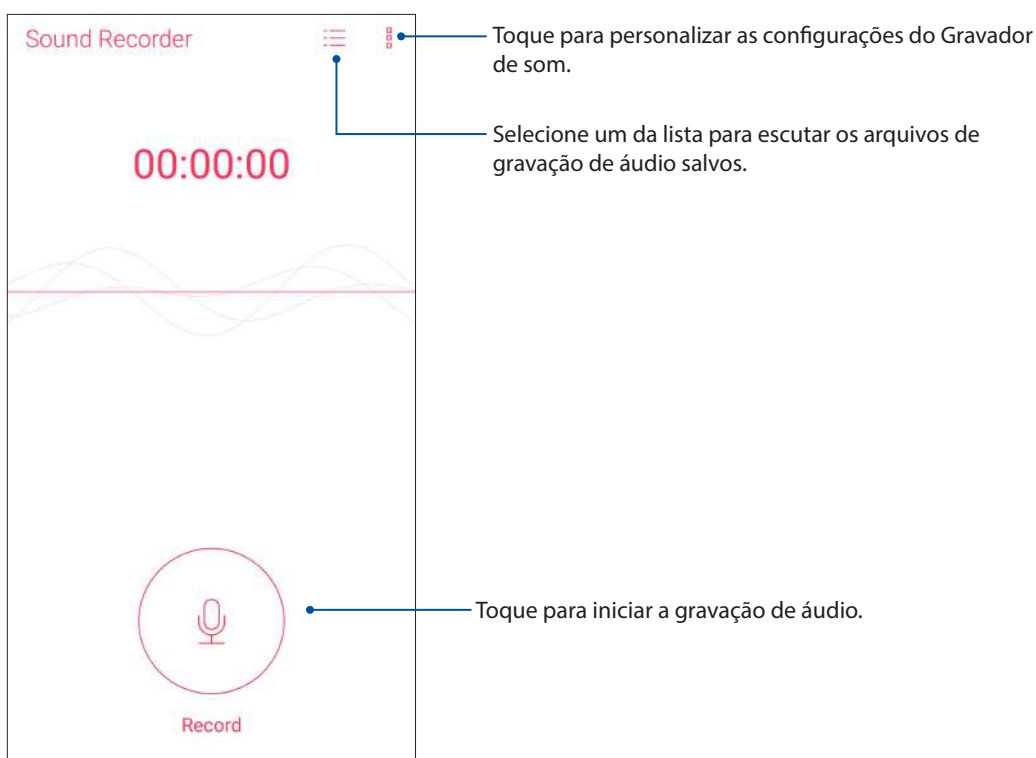 Sound Recorder
Toque para personalizar as configurações do Gravador
de som.
Selecione um da lista para escutar os arquivos de
gravação de áudio salvos.
00:00:00
Toque para iniciar a gravação de áudio.
Record